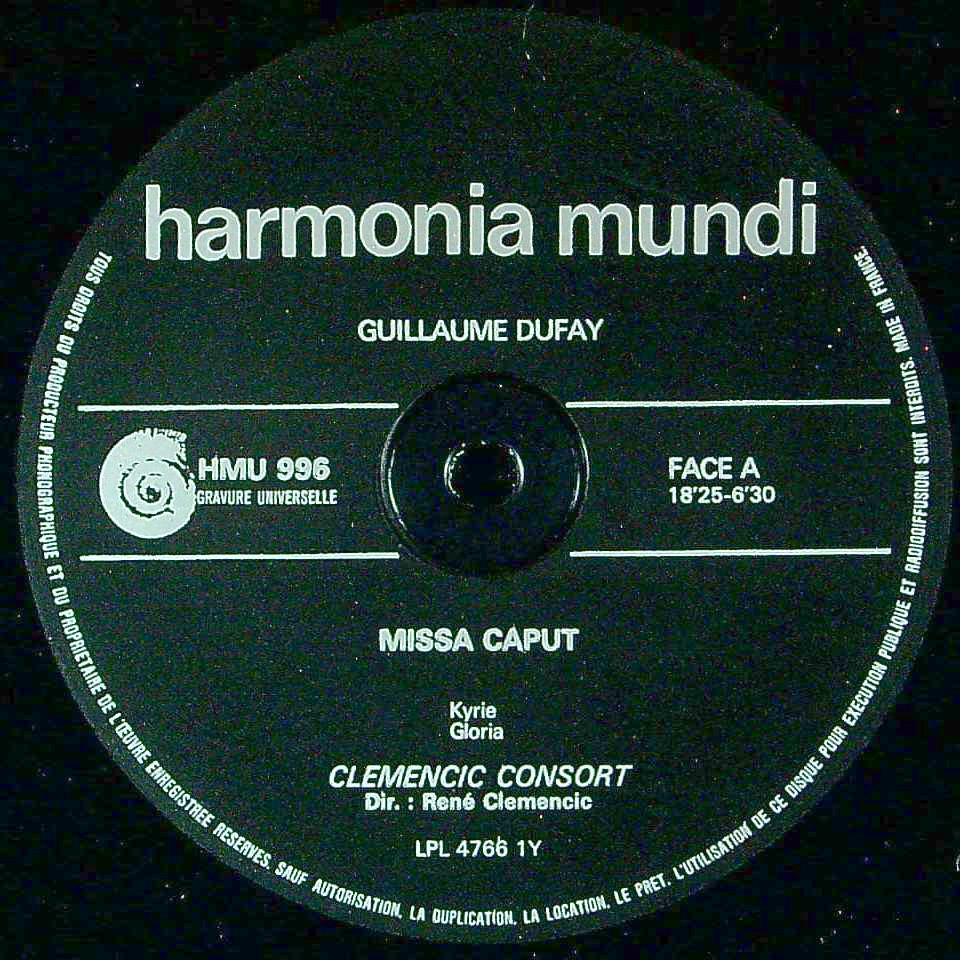 harmonia mundi
GUILLAUME DUFAY
HMU 996
GRAVURE UNIVERSELLE
FACE A
18'25-6'30
MISSA CAPUT
Kyrie
Gloria
CLEMENCIC CONSORT
Dir. : René Clemencic
LPL 4766 1Y
TOUS DROITS DU PRODUCTEUR PHONOGRAPHIQUE ET DU PROPRIETAIRE DE L'ŒUVRE ENREGISTREE RESERVES. SAUF AUTORISATION, LA DUPLICATION, LA LOCATION, LE PRET, L'UTILISATION DE CE DISQUE POUR EXECUTION PUBLIQUE ET RADIODIFFUSION SONT INTERDITS. MADE IN FRANCE.